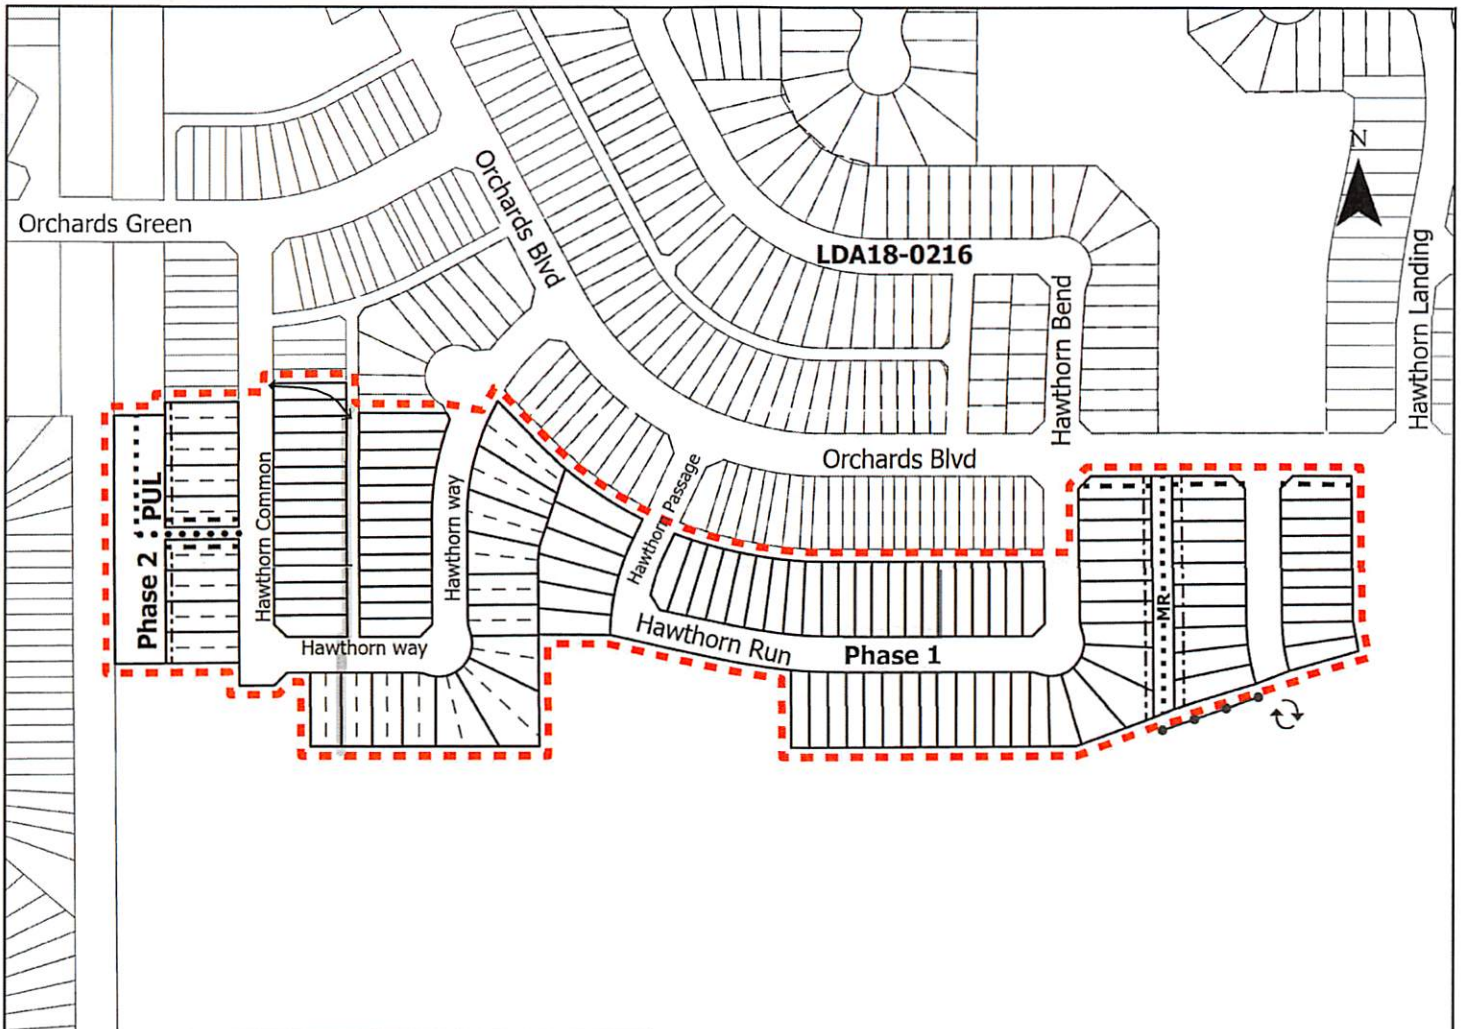 N
Orchards Green
Orchards Blvd
LDA18-0216
Hawthorn Bend
Hawthorn Landing
Orchards Blvd
Hawthorn Passage
Phase 2
PUL
Hawthorn Common
Hawthorn way
Hawthorn way
Hawthorn Run
Phase 1
MR